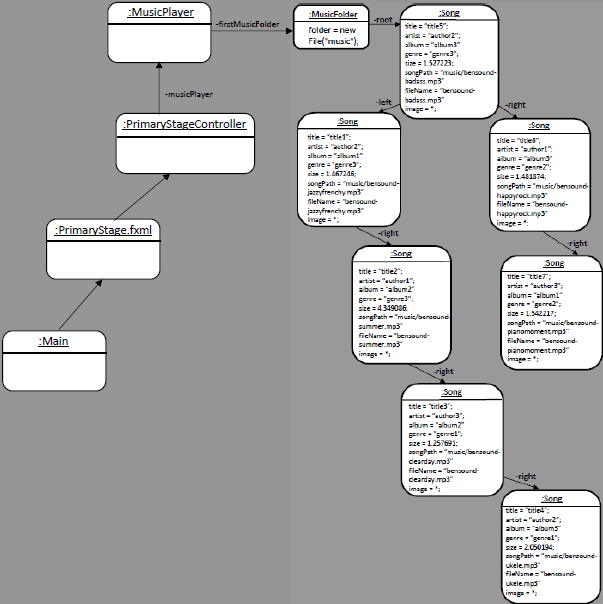 :MusicPlayer
-firstMusicFolder
:MusicFolder
folder = new
File("music");
-root
:Song
title = "title5";
artist = "author2";
album = "album3"
genre = "genre3";
size = 1.527223;
songPath = "music/bensound-
badass.mp3"
fileName = "bensound-
badass.mp3"
image = *;
-left
-right
-musicPlayer
:PrimaryStageController
:Song
title = "title1";
artist = "author2";
album = "album1"
genre = "genre3";
size = 1.467246;
songPath = "music/bensound-
jazzyfrenchy.mp3"
fileName = "bensound-
jazzyfrenchy.mp3"
image = *;
:Song
title = "title6";
artist = "author1";
album = "album3"
genre = "genre2";
size = 1.481874;
songPath = "music/bensound-
happyrock.mp3"
fileName = "bensound-
happyrock.mp3"
image = *;
:PrimaryStage.fxml
-right
:Song
title = "title2";
artist = "author1";
album = "album2"
genre = "genre3";
size = 4.349086;
songPath = "music/bensound-
summer.mp3"
fileName = "bensound-
summer.mp3"
image = *;
-right
:Song
title = "title7";
artist = "author3";
album = "album1"
genre = "genre2";
size = 1.542217;
songPath = "music/bensound-
pianomoment.mp3"
fileName = "bensound-
pianomoment.mp3"
image = *;
:Main
-right
:Song
title = "title3";
artist = "author3";
album = "album2"
genre = "genre1";
size = 1.257691;
songPath = "music/bensound-
clearday.mp3"
fileName = "bensound-
clearday.mp3"
image = *;
-right
:Song
title = "title4";
artist = "author2";
album = "album3"
genre = "genre1";
size = 2.050194;
songPath = "music/bensound-
ukele.mp3"
fileName = "bensound-
ukele.mp3"
image = *;